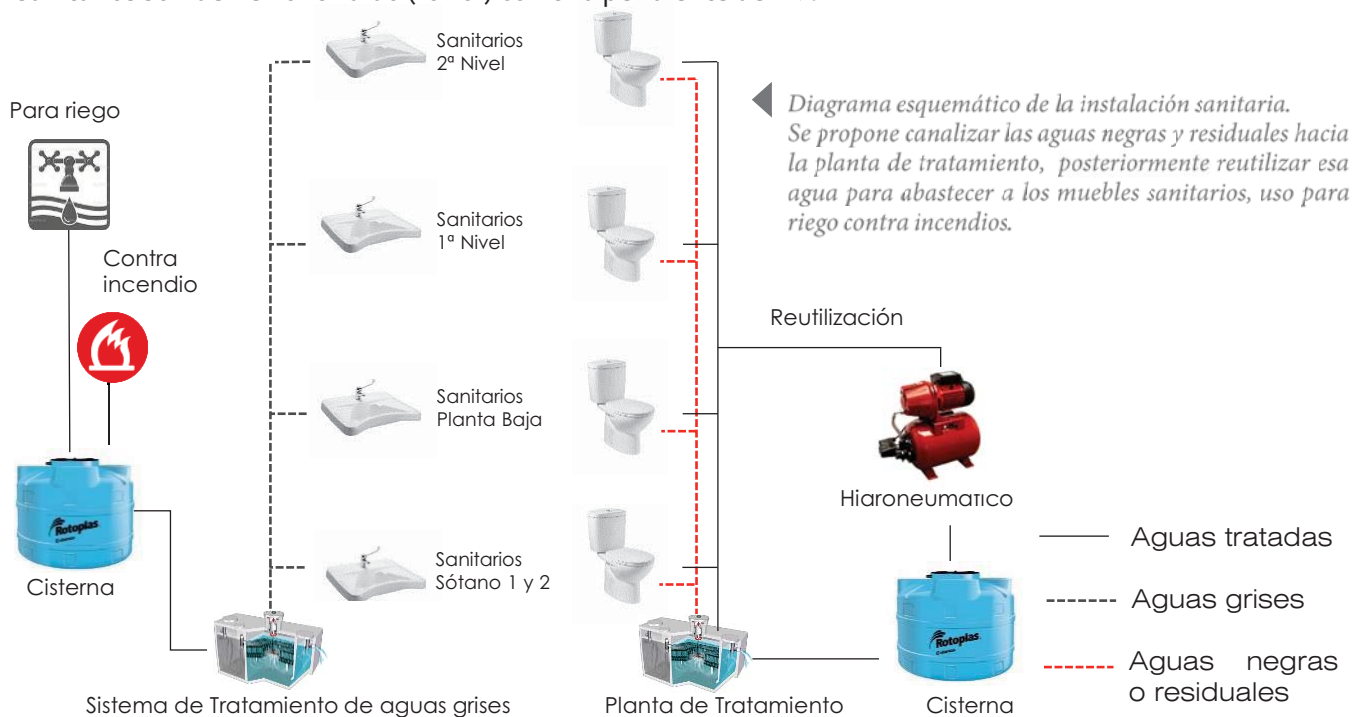 Sanitarios
2ª Nivel
Para riego
Diagrama esquemático de la instalación sanitaria.
Se propone canalizar las aguas negras y residuales hacia
la planta de tratamiento, posteriormente reutilizar esa
agua para abastecer a los muebles sanitarios, uso para
riego contra incendios.
Sanitarios
1ª Nivel
Contra
incendio
Reutilización
Sanitarios
Planta Baja
Hiaroneumatico
Rotoplas
Cisterna
Sanitarios
Sótano 1 y 2
Aguas tratadas
Aguas grises
Aguas negras
o residuales
Rotoplas
Sistema de Tratamiento de aguas grises
Planta de Tratamiento
Cisterna